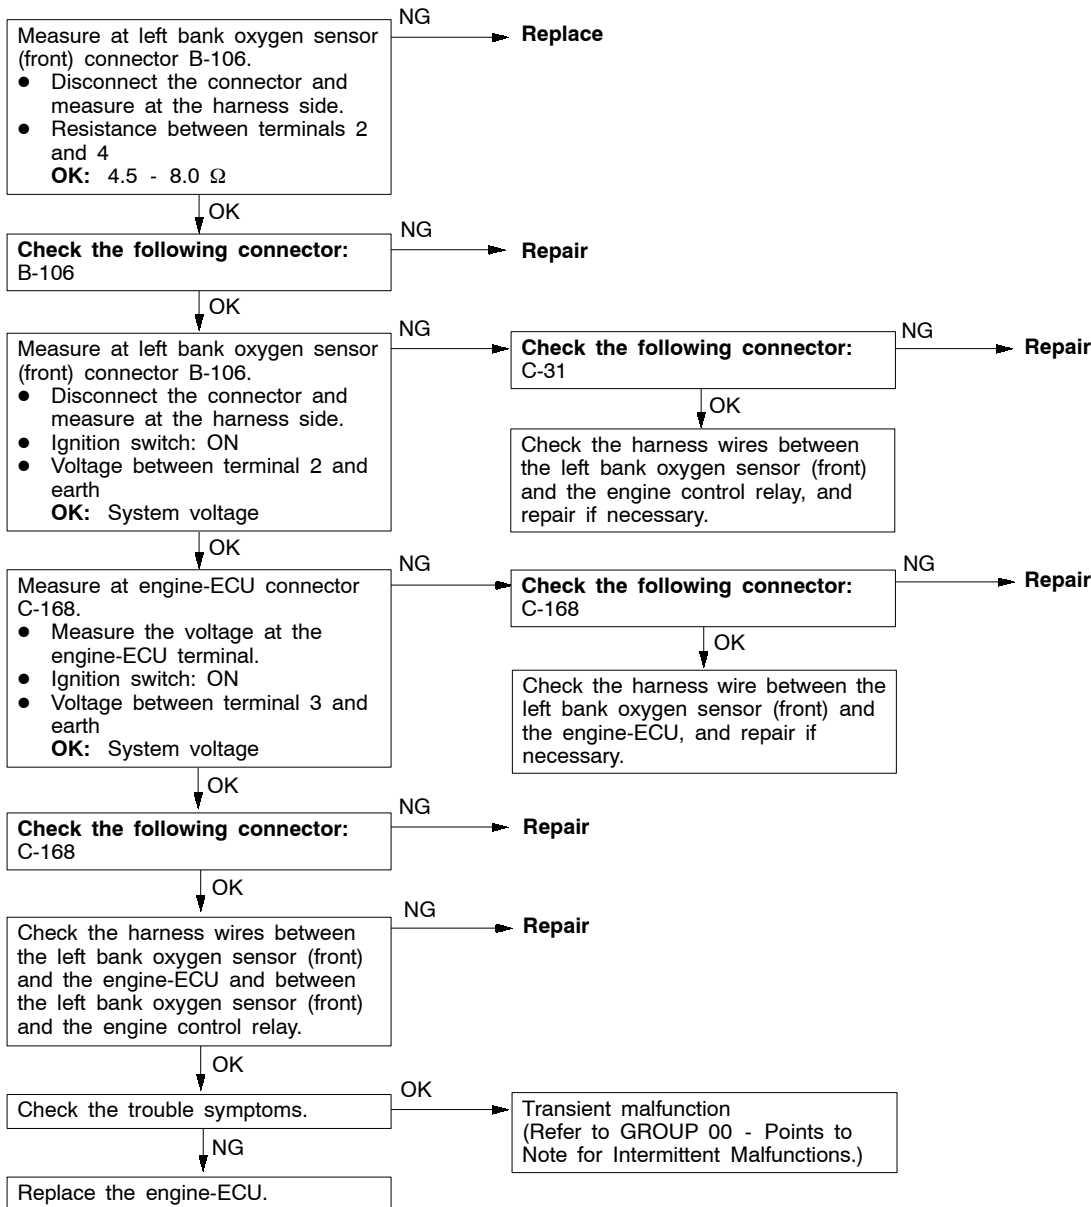 Measure at left bank oxygen sensor
(front) connector B-106.
● Disconnect the connector and
measure at the harness side.
● Resistance between terminals 2
and 4
OK: 4.5 - 8.0 Ω
NG
Replace
OK
Check the following connector:
B-106
NG
Repair
OK
Measure at left bank oxygen sensor
(front) connector B-106.
● Disconnect the connector and
measure at the harness side.
● Ignition switch: ON
● Voltage between terminal 2 and
earth
OK: System voltage
NG
Check the following connector:
C-31
NG
Repair
OK
Check the harness wires between
the left bank oxygen sensor (front)
and the engine control relay, and
repair if necessary.
OK
Measure at engine-ECU connector
C-168.
● Measure the voltage at the
engine-ECU terminal.
● Ignition switch: ON
● Voltage between terminal 3 and
earth
OK: System voltage
NG
Check the following connector:
C-168
NG
Repair
OK
Check the harness wire between the
left bank oxygen sensor (front) and
the engine-ECU, and repair if
necessary.
OK
Check the following connector:
C-168
NG
Repair
OK
Check the harness wires between
the left bank oxygen sensor (front)
and the engine-ECU and between
the left bank oxygen sensor (front)
and the engine control relay.
NG
Repair
OK
Check the trouble symptoms.
OK
Transient malfunction
(Refer to GROUP 00 - Points to
Note for Intermittent Malfunctions.)
NG
Replace the engine-ECU.